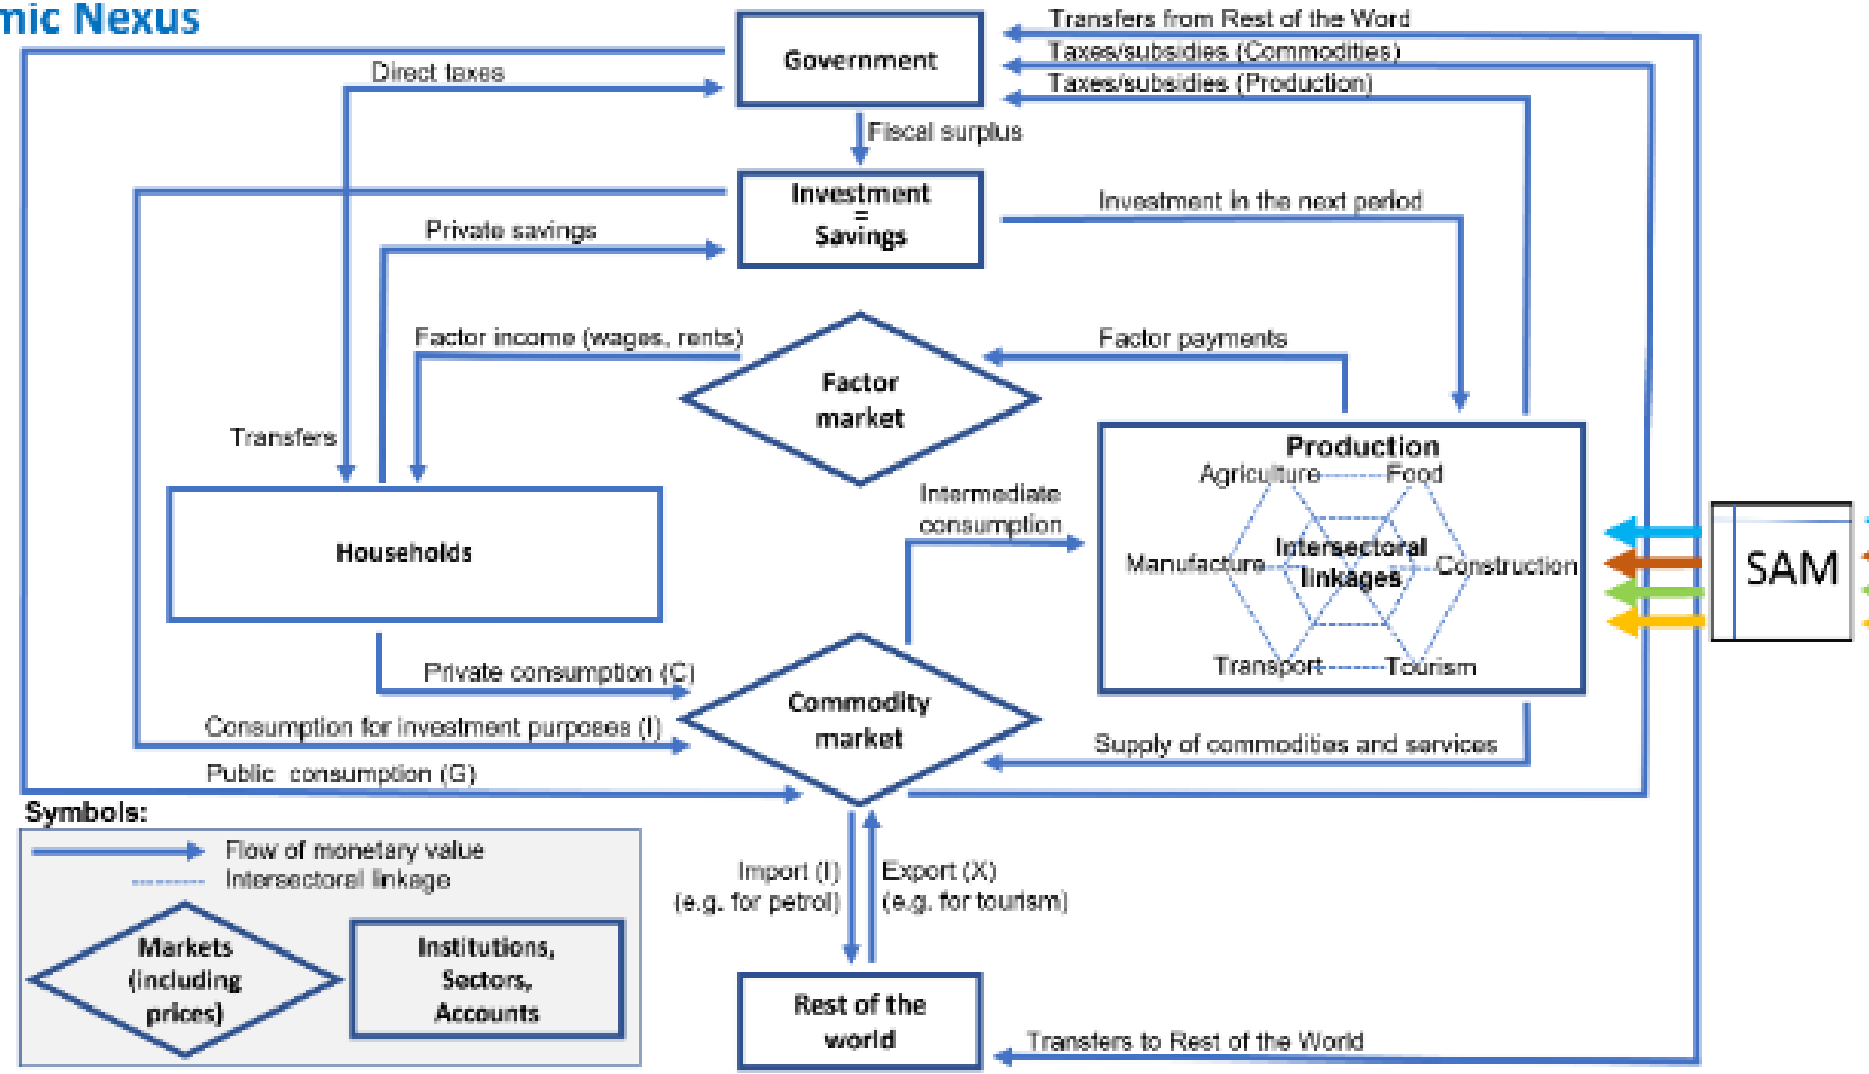 mic Nexus
Government
Transfers from Rest of the Word
Taxes/subsidies (Commodities)
Taxes/subsidies (Production)
Direct taxes
Fiscal surplus
Investment
=
Savings
Investment in the next period
Private savings
Factor income (wages, rents)
Factor
market
Factor payments
Transfers
Households
Intermediate
consumption
Production
Agriculture
Food
Manufacture
Intersectoral
linkages
Construction
Transport
Tourism
SAM
Private consumption (C)
Commodity
market
Consumption for investment purposes (I)
Public consumption (G)
Supply of commodities and services
Symbols:
Flow of monetary value
Intersectoral linkage
Markets
(including
prices)
Institutions,
Sectors,
Accounts
Import (I)
(e.g. for petrol)
Export (X)
(e.g. for tourism)
Rest of the
world
Transfers to Rest of the World